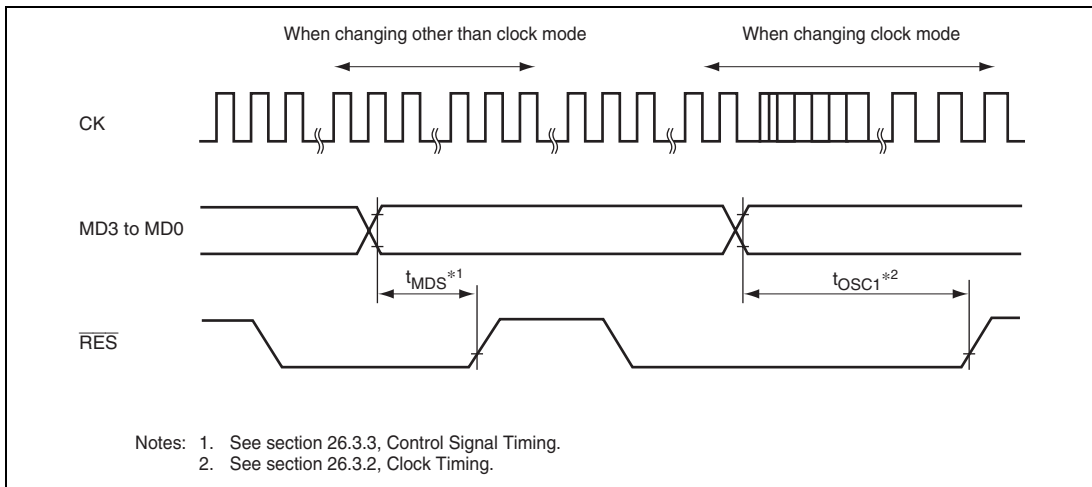 When changing other than clock mode When changing clock mode
CK
MD3 to MD0
tMDS*1 tOSC1*2
RES
Notes: 1. See section 26.3.3, Control Signal Timing.
2. See section 26.3.2, Clock Timing.